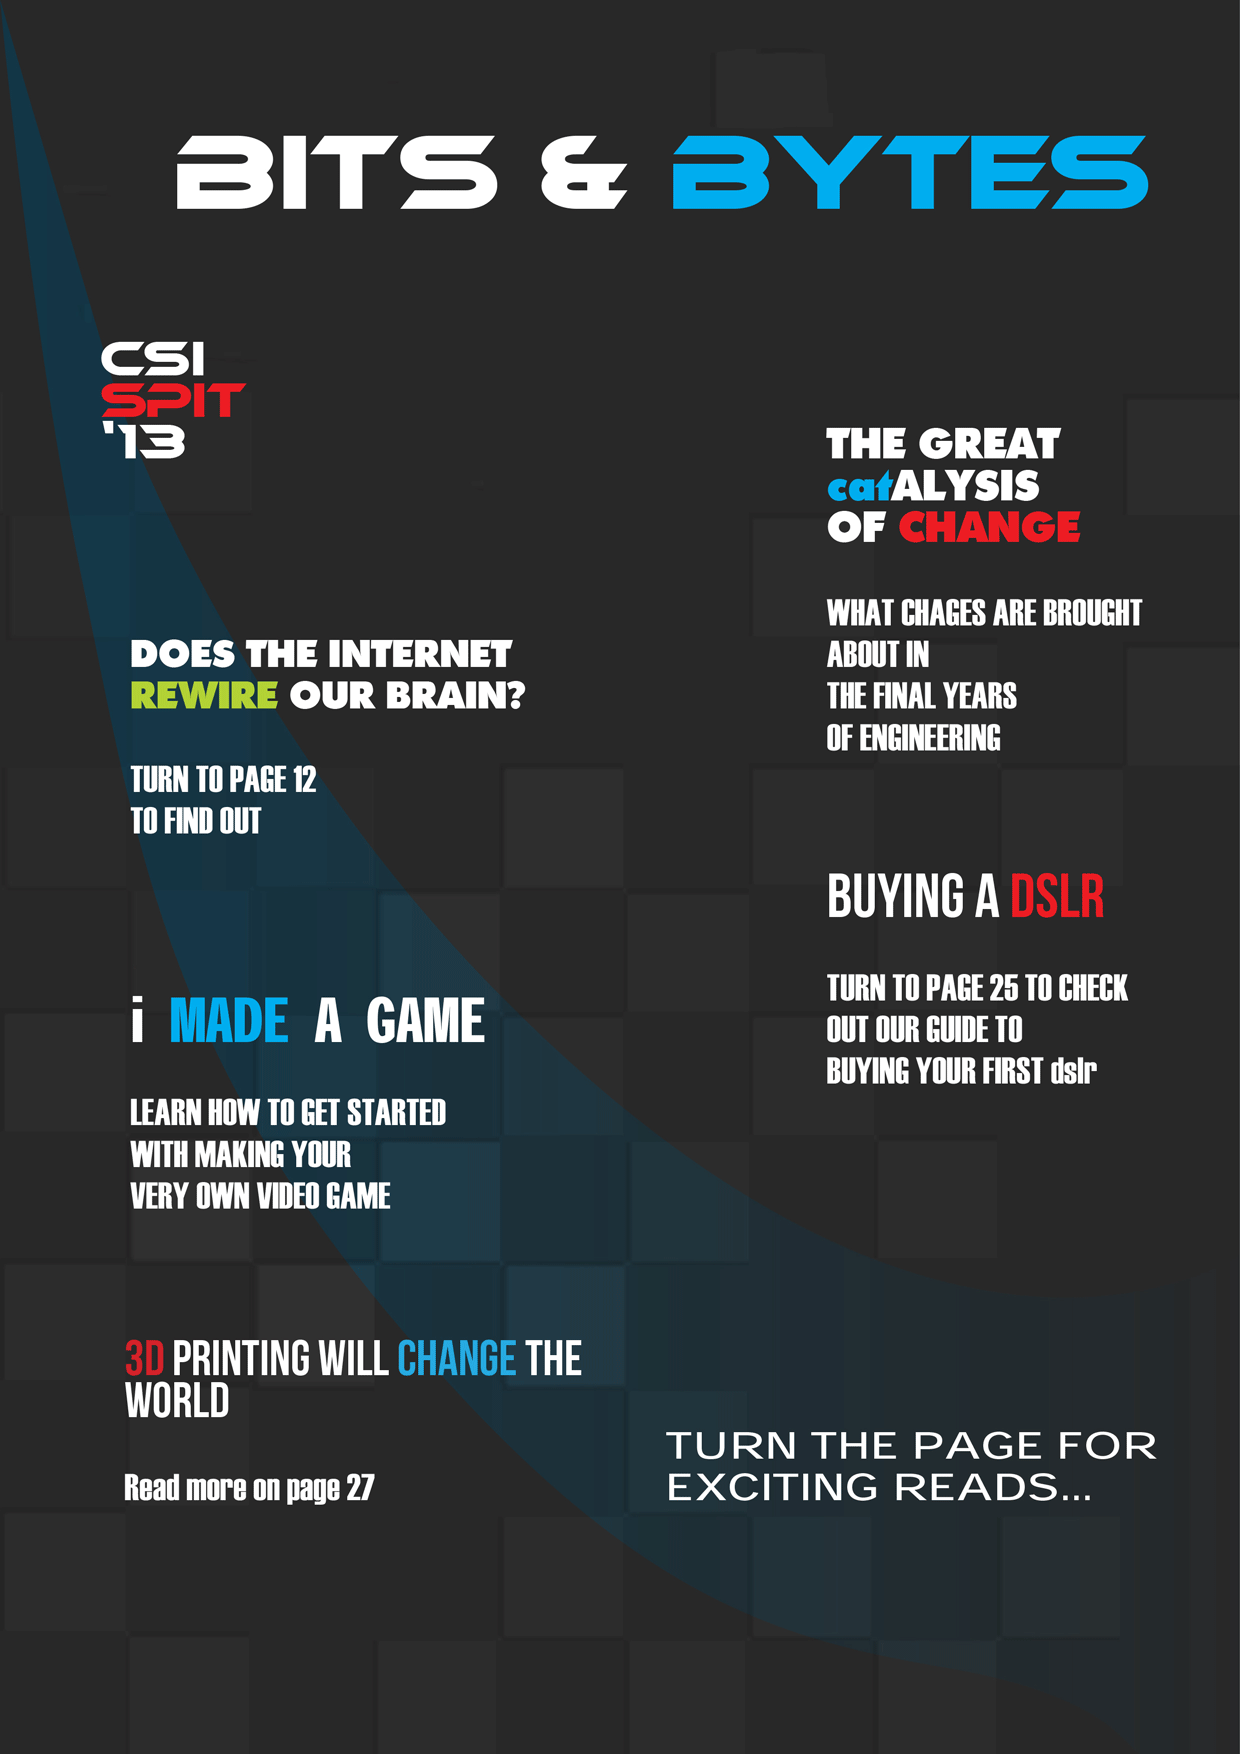 BITS & BYTES
CSI
SPIT
'13
DOES THE INTERNET
REWIRE OUR BRAIN?
TURN TO PAGE 12
TO FIND OUT
i MADE A GAME
LEARN HOW TO GET STARTED
WITH MAKING YOUR
VERY OWN VIDEO GAME
3D PRINTING WILL CHANGE THE
WORLD
Read more on page 27
THE GREAT
catALYSIS
OF CHANGE
WHAT CHAGES ARE BROUGHT
ABOUT IN
THE FINAL YEARS
OF ENGINEERING
BUYING A DSLR
TURN TO PAGE 25 TO CHECK
OUT OUR GUIDE TO
BUYING YOUR FIRST dslr
TURN THE PAGE FOR
EXCITING READS...